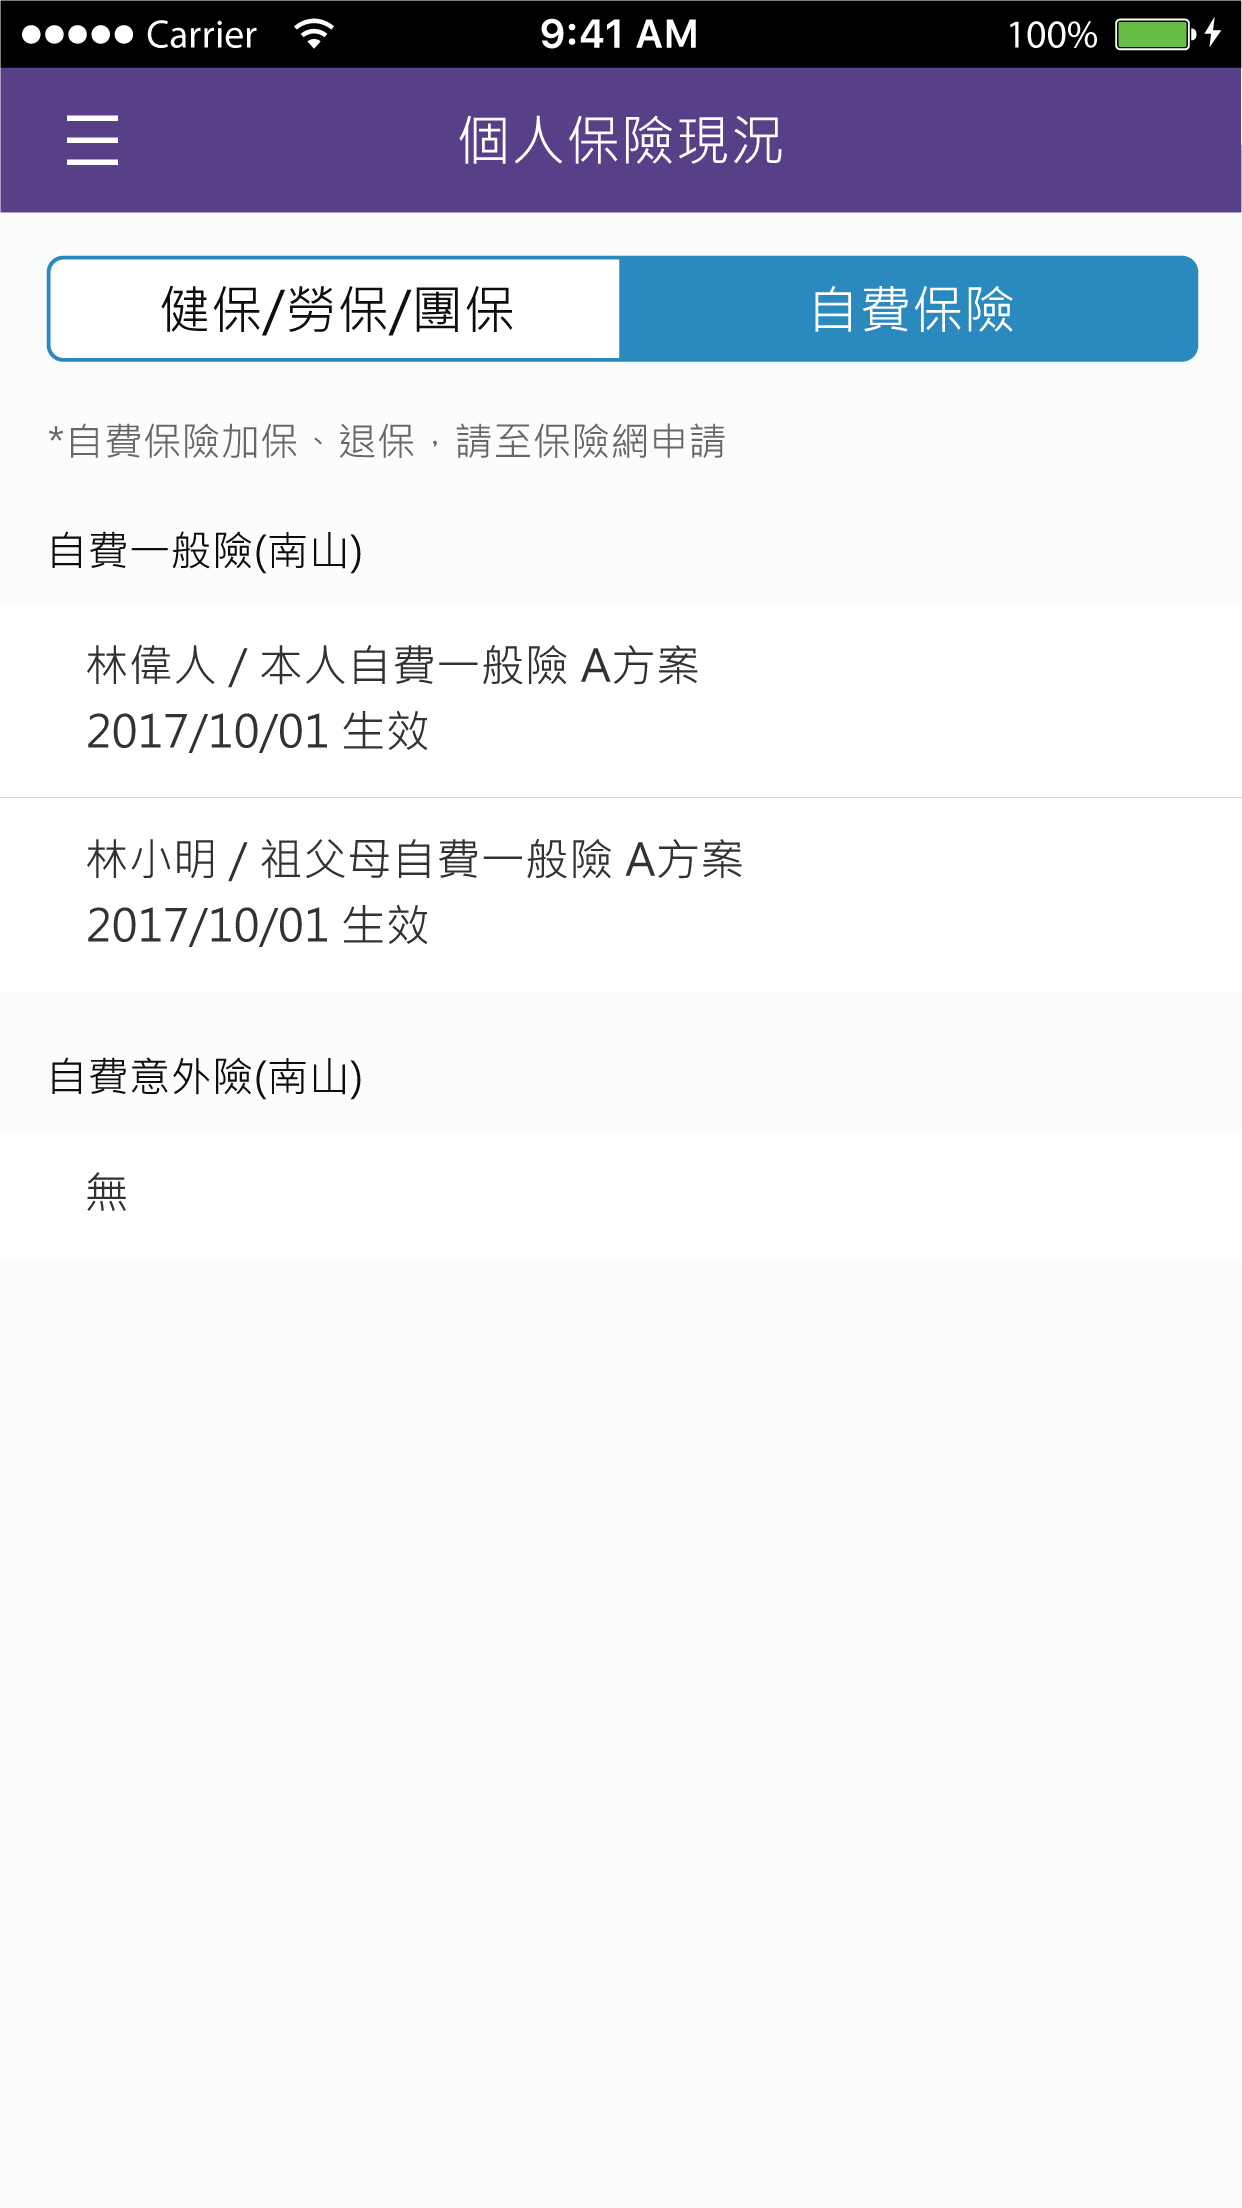 Carrier 9:41 AM 100%
個人保險現況
健保/勞保/團保 自費保險
*自費保險加保、退保，請至保險網申請
自費一般險(南山)
林偉人 / 本人自費一般險 A方案
2017/10/01 生效
林小明 / 祖父母自費一般險 A方案
2017/10/01 生效
自費意外險(南山)
無